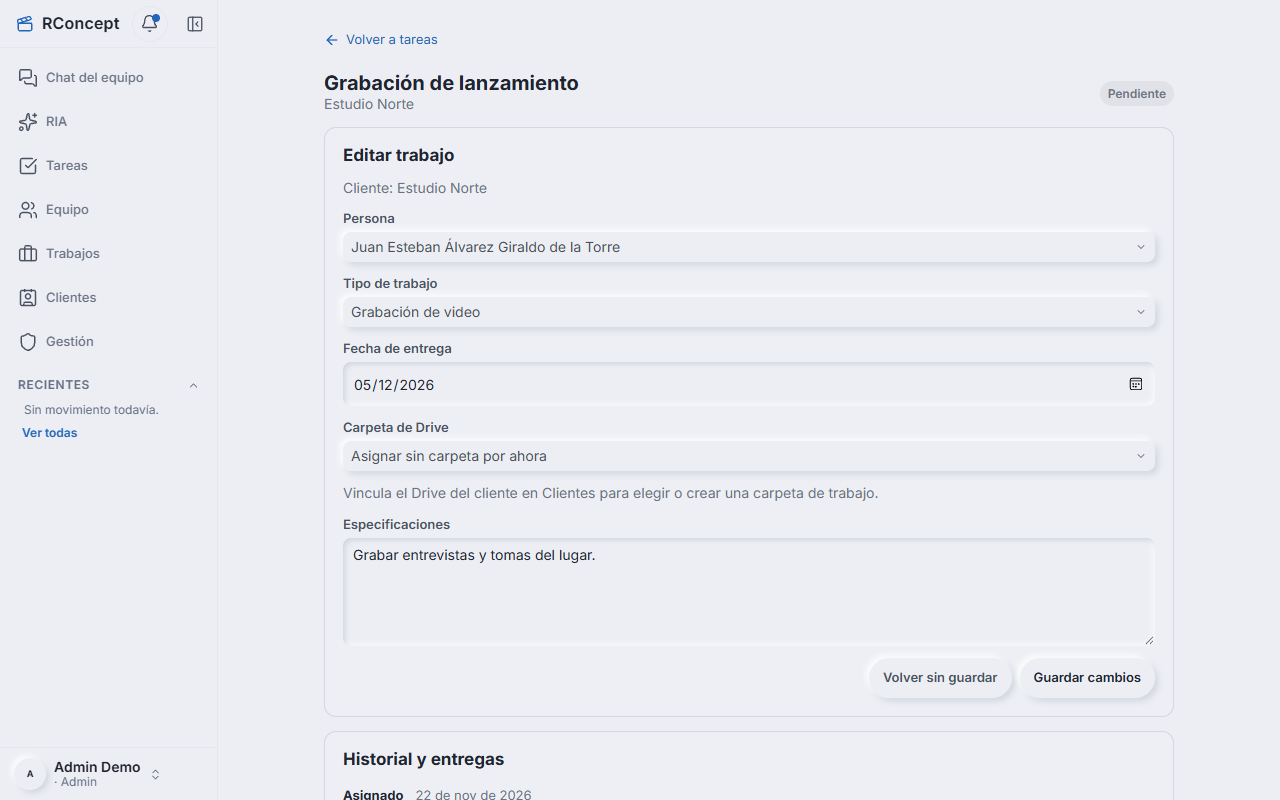 RConcept
Chat del equipo
RIA
Tareas
Equipo
Trabajos
Clientes
Gestión
RECIENTES
Sin movimiento todavía.
Ver todas
A
Admin Demo
· Admin
Volver a tareas
Grabación de lanzamiento
Estudio Norte
Pendiente
Editar trabajo
Cliente: Estudio Norte
Persona
Juan Esteban Álvarez Giraldo de la Torre
Tipo de trabajo
Grabación de video
Fecha de entrega
05/12/2026
Carpeta de Drive
Asignar sin carpeta por ahora
Vincula el Drive del cliente en Clientes para elegir o crear una carpeta de trabajo.
Especificaciones
Grabar entrevistas y tomas del lugar.
Volver sin guardar
Guardar cambios
Historial y entregas
Asignado 22 de nov de 2026